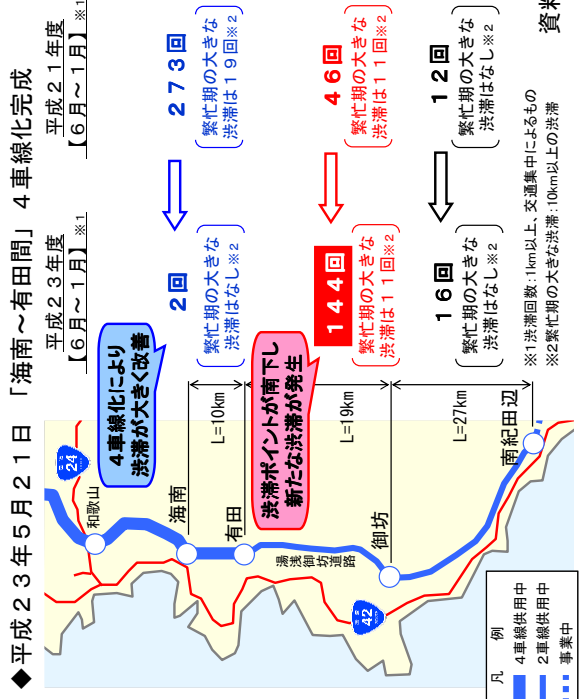 ◆平成23年5月21日 「海南~有田間」 4車線化完成
平成23年度
【6月~1月】※1
平成21年度
【6月~1月】※1
4車線化により
渋滞が大きく改善
2回
繁忙期の大きな
渋滞はなし※2
273回
繁忙期の大きな
渋滞は19回※2
渋滞ポイントが南下し
新たな渋滞が発生
144回
繁忙期の大きな
渋滞は11回※2
46回
繁忙期の大きな
渋滞は11回※2
16回
繁忙期の大きな
渋滞はなし※2
12回
繁忙期の大きな
渋滞はなし※2
24
和歌山
海南
L=10km
有田
湯浅御坊道路
L=19km
御坊
42
L=27km
南紀田辺
凡 例
4車線供用中
2車線供用中
事業中
※1渋滞回数:1km以上、交通集中によるもの
※2繁忙期の大きな渋滞:10km以上の渋滞
資料